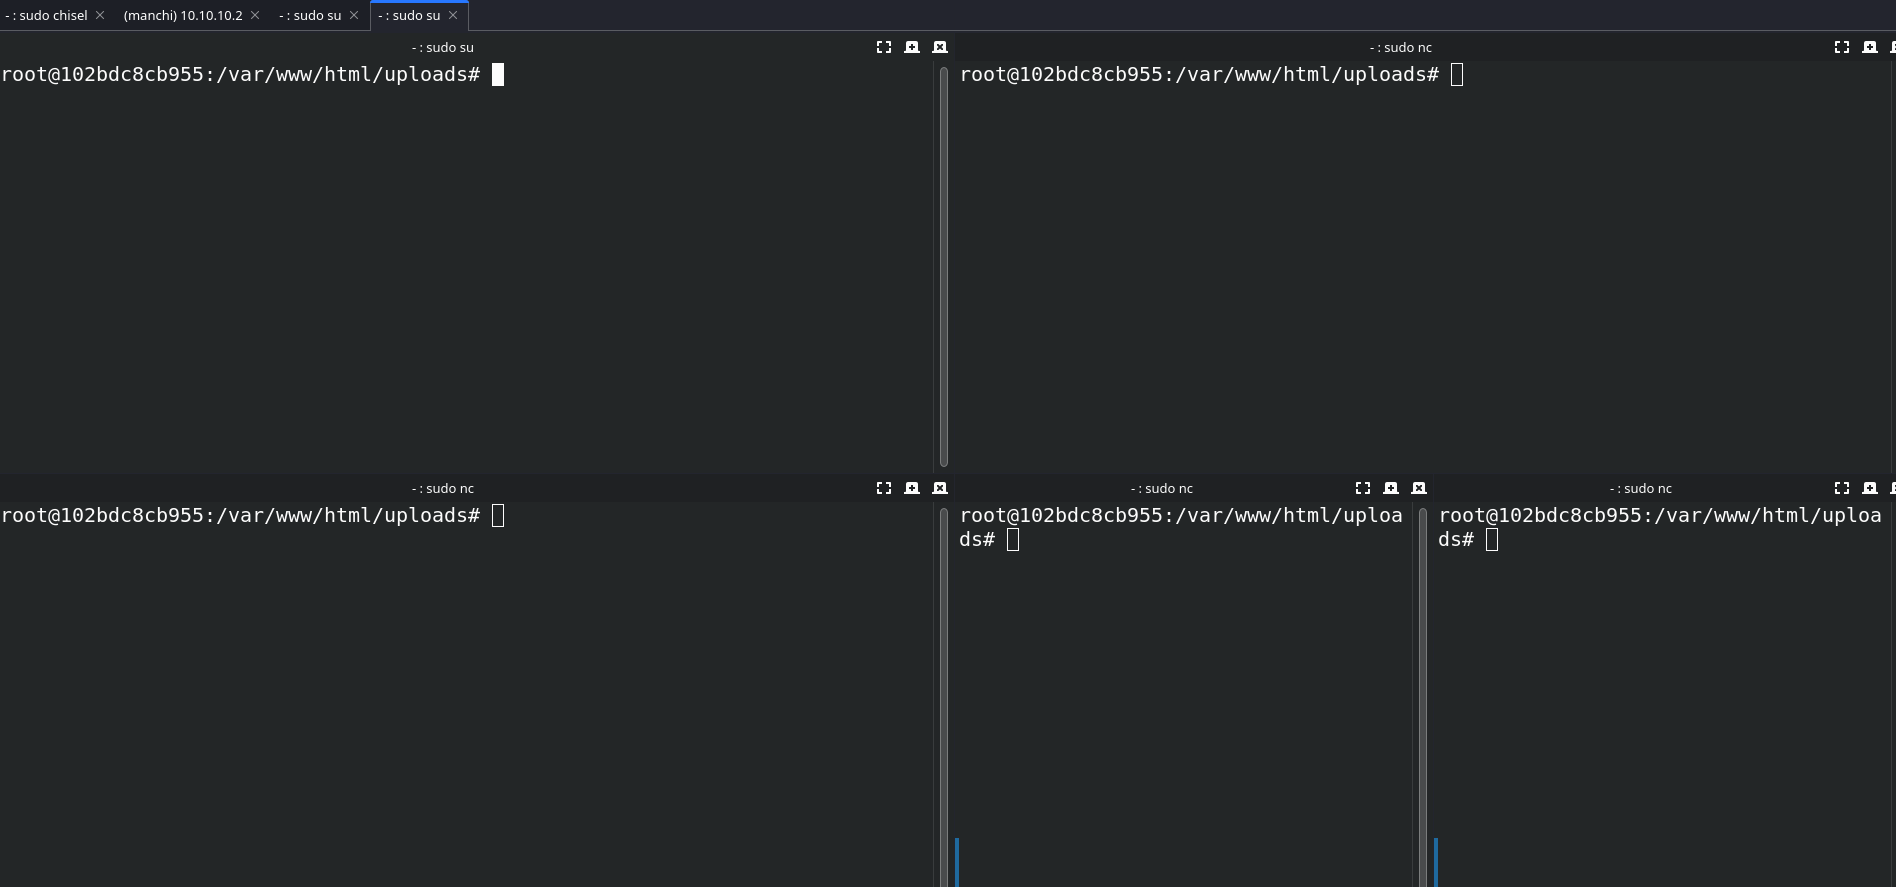 - : sudo chisel
(manchi) 10.10.10.2
- : sudo su
- : sudo su
- : sudo su
- : sudo nc
root@102bdc8cb955:/var/www/html/uploads#
root@102bdc8cb955:/var/www/html/uploads#
- : sudo nc
- : sudo nc
- : sudo nc
root@102bdc8cb955:/var/www/html/uploads#
root@102bdc8cb955:/var/www/html/uploa
ds#
root@102bdc8cb955:/var/www/html/uploa
ds#